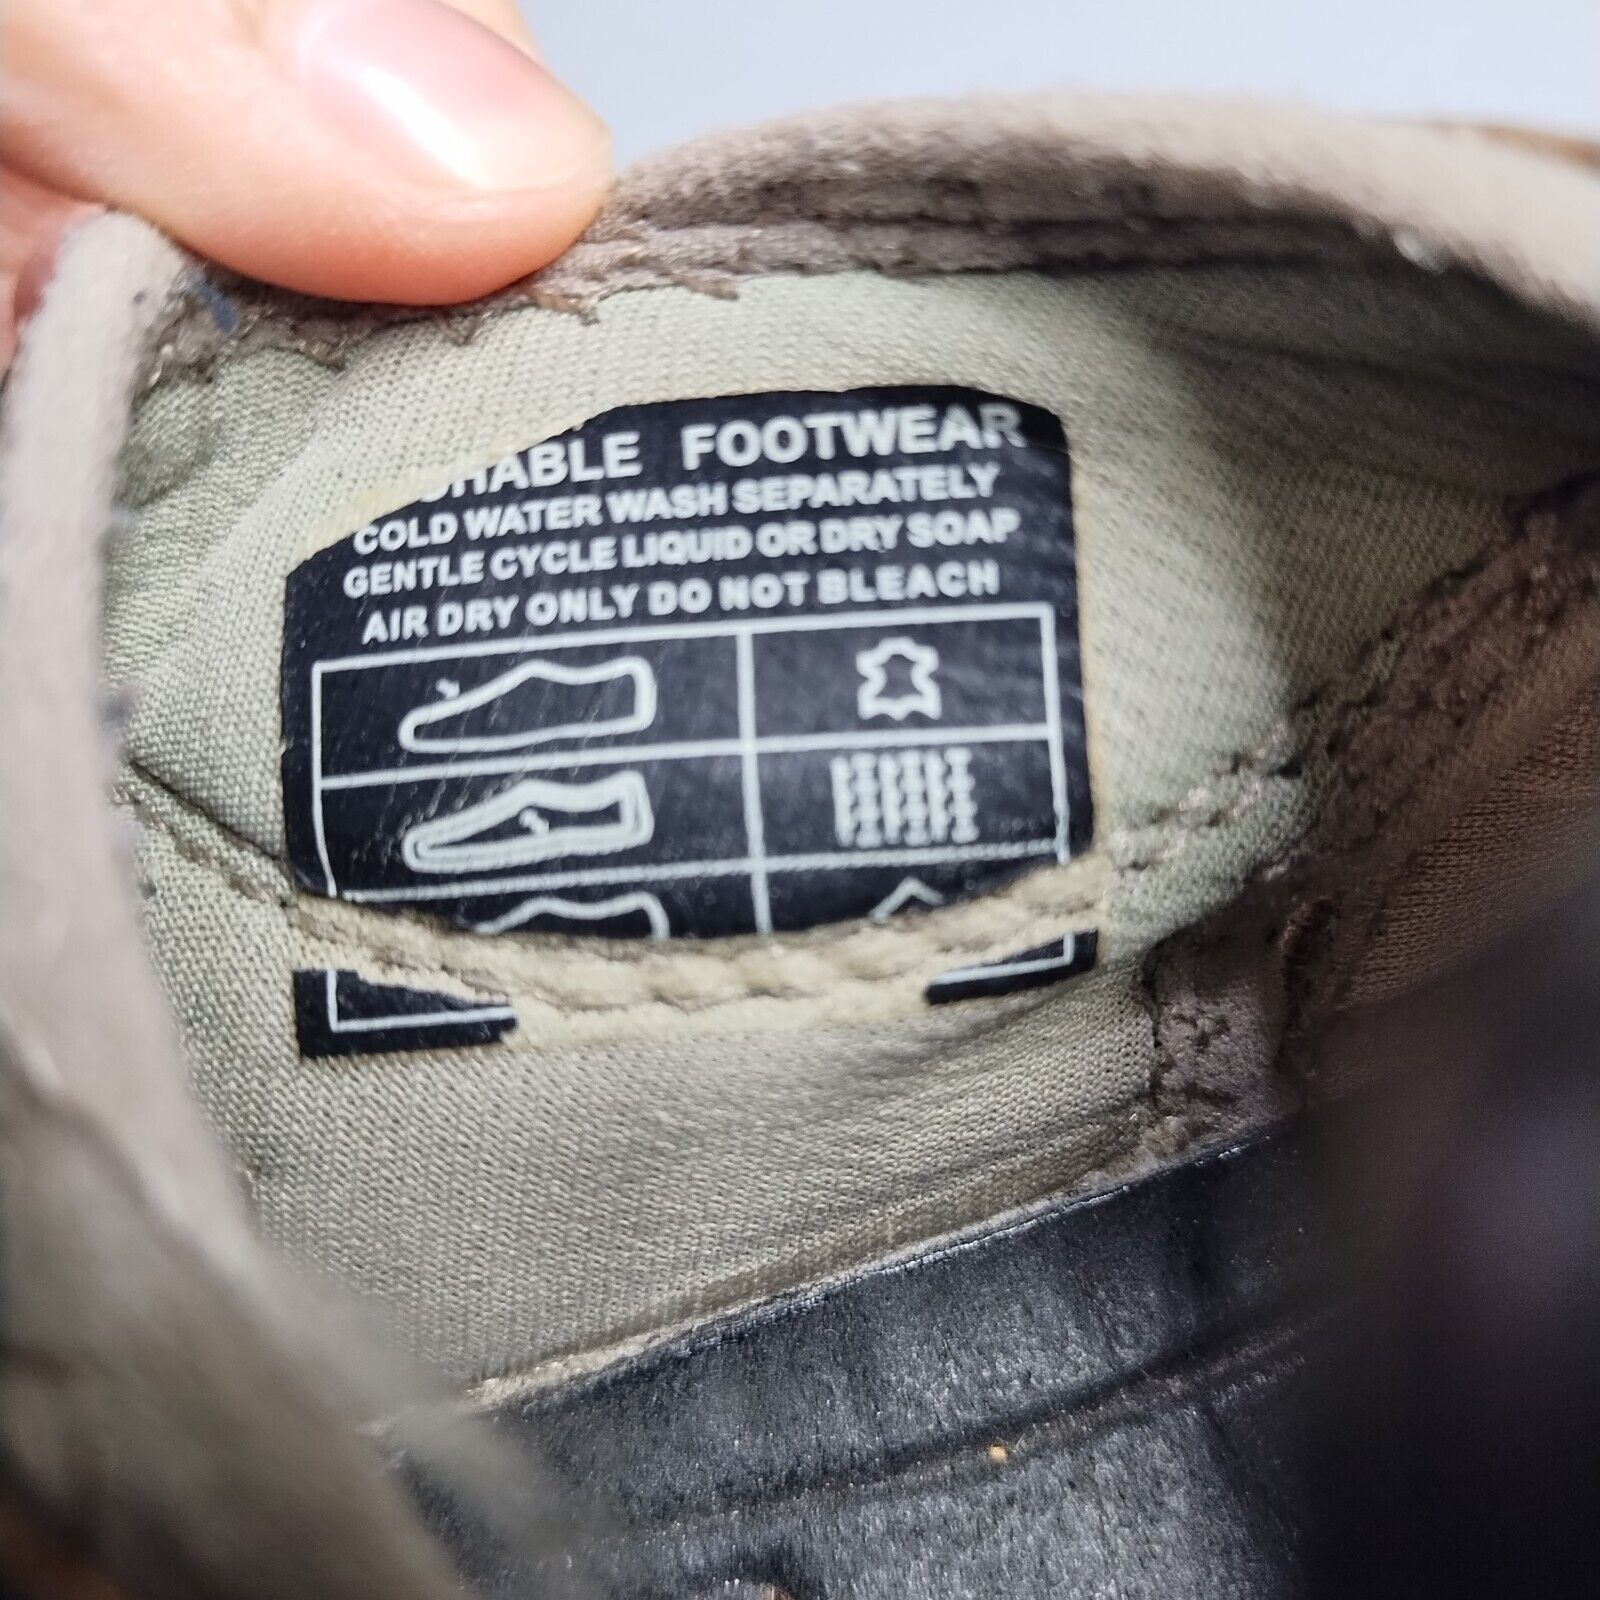 FOOTWEAR
COLD WATER WASH SEPARATELY
GENTLE CYCLE LIQUID OR DRY SOAP
AIR DRY ONLY DO NOT BLEACH